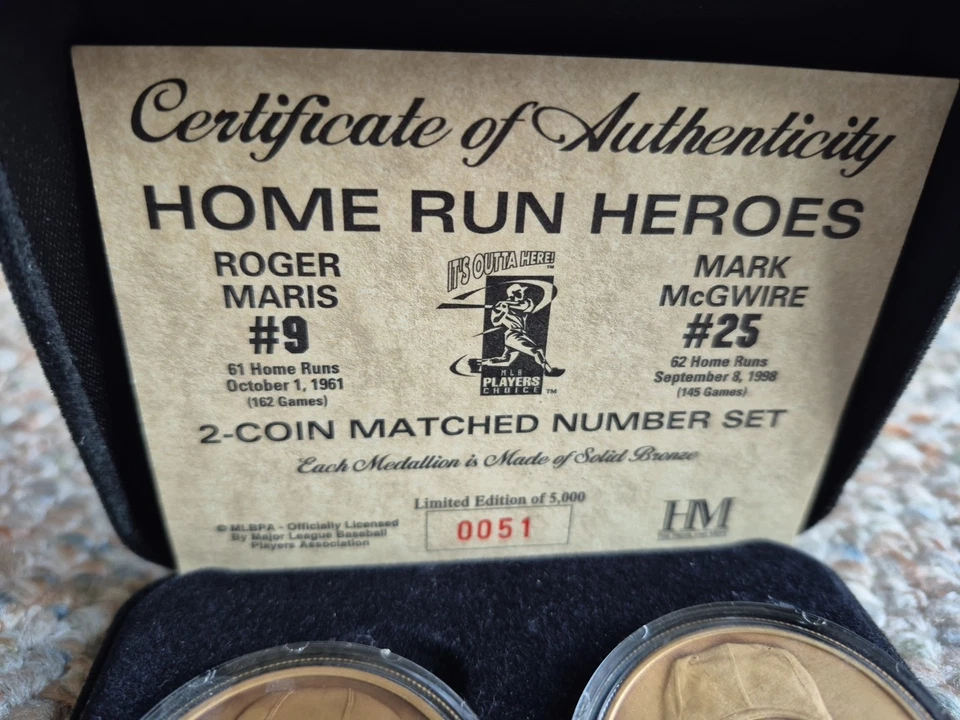 Certificate of Authenticity
HOME RUN HEROES
ROGER
MARIS
#9
61 Home Runs
October 1, 1961
(162 Games)
IT'S OUTTA HERE! ™
MLB
PLAYERS
CHOICE ™
MARK
McGWIRE
#25
62 Home Runs
September 8, 1998
(145 Games)
2-COIN MATCHED NUMBER SET
Each Medallion is Made of Solid Bronze
© MLBPA - Officially Licensed
By Major League Baseball
Players Association
Limited Edition of 5,000
0051
HM